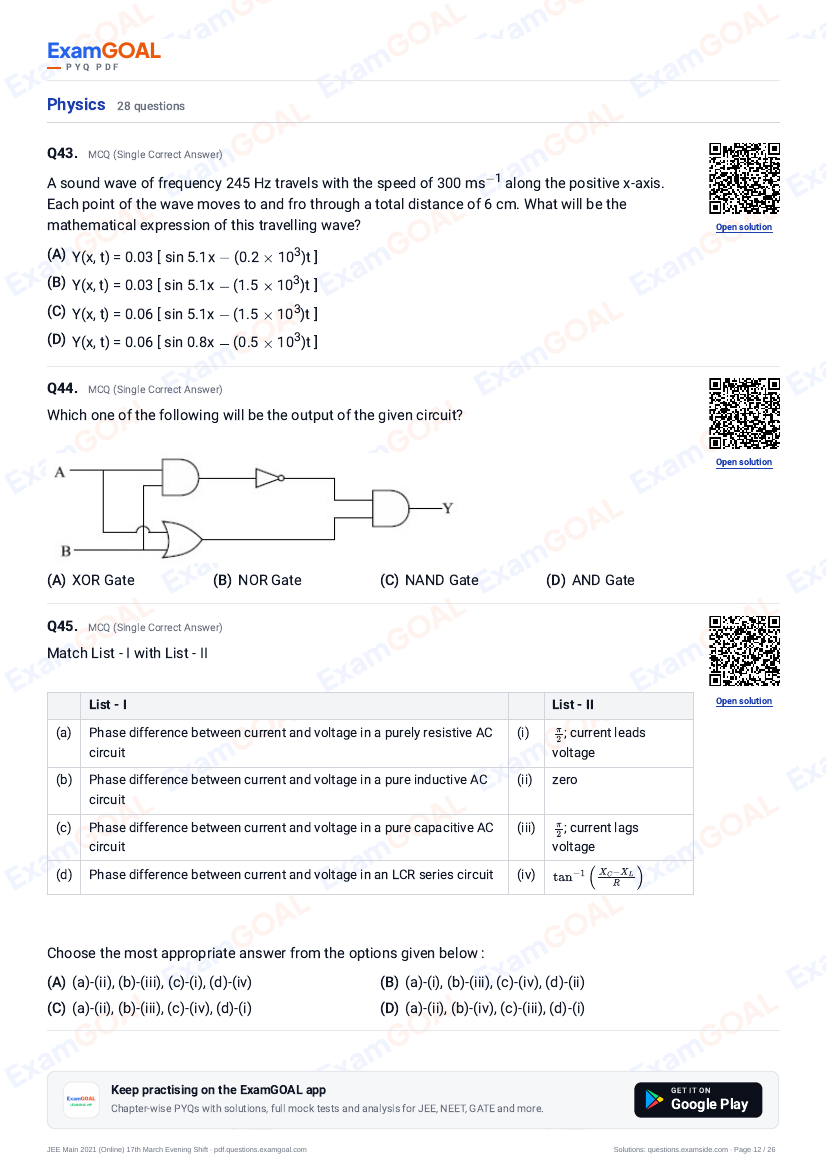 ExamGOAL
PYQ PDF
Physics 28 questions
Q43. MCQ (Single Correct Answer)
A sound wave of frequency 245 Hz travels with the speed of 300 ms⁻¹ along the positive x-axis.
Each point of the wave moves to and fro through a total distance of 6 cm. What will be the
mathematical expression of this travelling wave?
Open solution
(A) Y(x, t) = 0.03 [ sin 5.1x − (0.2 × 10³)t ]
(B) Y(x, t) = 0.03 [ sin 5.1x − (1.5 × 10³)t ]
(C) Y(x, t) = 0.06 [ sin 5.1x − (1.5 × 10³)t ]
(D) Y(x, t) = 0.06 [ sin 0.8x − (0.5 × 10³)t ]
Q44. MCQ (Single Correct Answer)
Which one of the following will be the output of the given circuit?
Open solution
A
Y
B
(A) XOR Gate (B) NOR Gate (C) NAND Gate (D) AND Gate
Q45. MCQ (Single Correct Answer)
Match List - I with List - II
Open solution
List - I List - II
(a) Phase difference between current and voltage in a purely resistive AC circuit (i) π/2; current leads voltage
(b) Phase difference between current and voltage in a pure inductive AC circuit (ii) zero
(c) Phase difference between current and voltage in a pure capacitive AC circuit (iii) π/2; current lags voltage
(d) Phase difference between current and voltage in an LCR series circuit (iv) tan⁻¹ ((X_C − X_L)/R)
Choose the most appropriate answer from the options given below :
(A) (a)-(ii), (b)-(iii), (c)-(i), (d)-(iv) (B) (a)-(i), (b)-(iii), (c)-(iv), (d)-(ii)
(C) (a)-(ii), (b)-(iii), (c)-(iv), (d)-(i) (D) (a)-(ii), (b)-(iv), (c)-(iii), (d)-(i)
ExamGOAL
Keep practising on the ExamGOAL app
Chapter-wise PYQs with solutions, full mock tests and analysis for JEE, NEET, GATE and more.
GET IT ON
Google Play
JEE Main 2021 (Online) 17th March Evening Shift · pdf.questions.examgoal.com
Solutions: questions.examside.com · Page 12 / 26